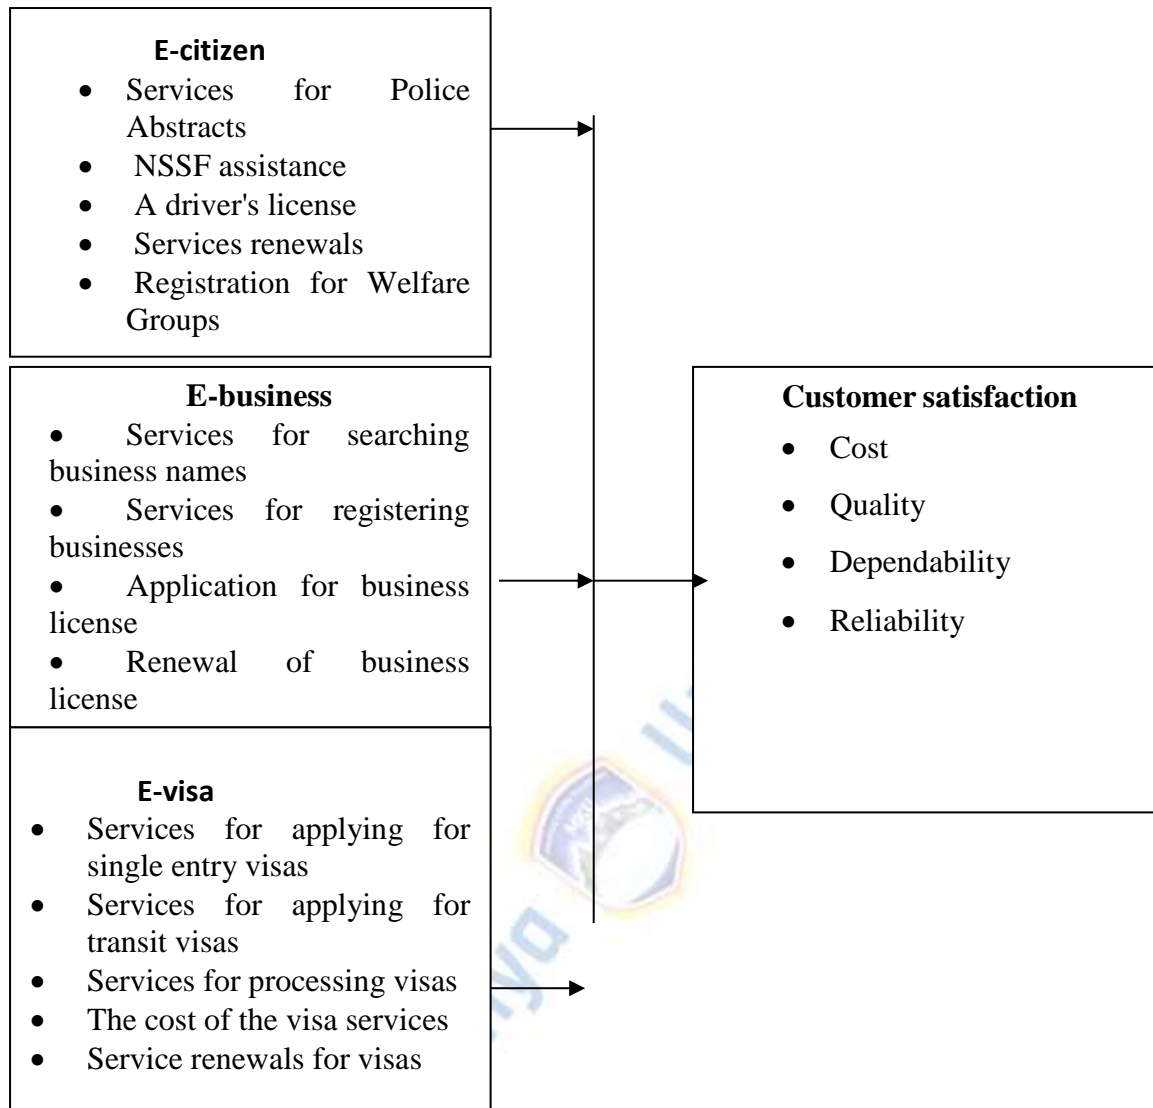 E-citizen
• Services for Police
Abstracts
• NSSF assistance
• A driver's license
• Services renewals
• Registration for Welfare
Groups
E-business
• Services for searching
business names
• Services for registering
businesses
• Application for business
license
• Renewal of business
license
E-visa
• Services for applying for
single entry visas
• Services for applying for
transit visas
• Services for processing visas
• The cost of the visa services
• Service renewals for visas
Customer satisfaction
• Cost
• Quality
• Dependability
• Reliability